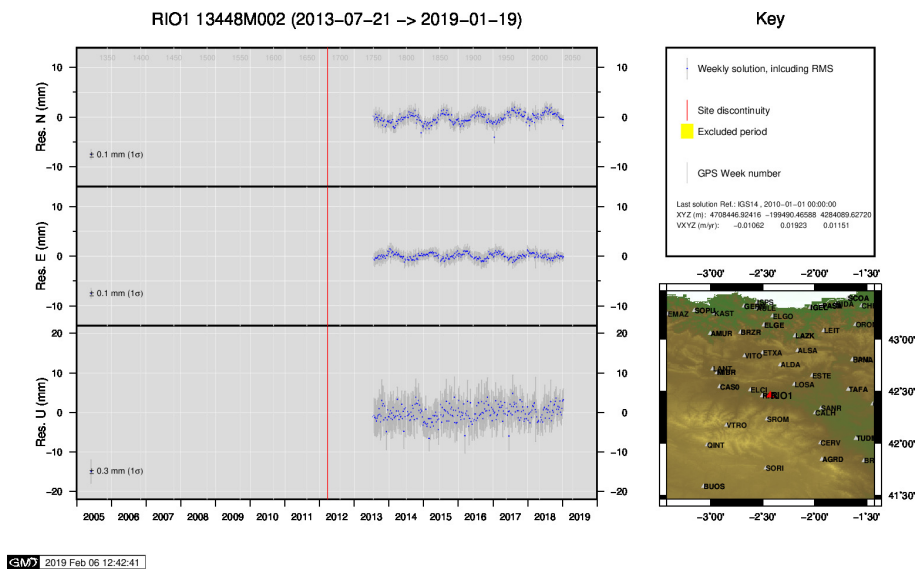 RIO1 13448M002 (2013−07−21 −> 2019−01−19)
Key
1350 1400 1450 1500 1550 1600 1650 1700 1750 1800 1850 1900 1950 2000 2050
Res. N (mm)
10 10
0 0
−10 −10
± 0.1 mm (1σ)
Res. E (mm)
10 10
0 0
−10 −10
± 0.1 mm (1σ)
Res. U (mm)
20 20
10 10
0 0
−10 −10
−20 −20
± 0.3 mm (1σ)
2005 2006 2007 2008 2009 2010 2011 2012 2013 2014 2015 2016 2017 2018 2019
Weekly solution, inlcuding RMS
Site discontinuity
Excluded period
GPS Week number
Last solution Ref.: IGS14 , 2010−01−01 00:00:00
XYZ (m): 4708446.92416 −199490.46588 4284089.62720
VXYZ (m/yr): −0.01062 0.01923 0.01151
−3˚00' −2˚30' −2˚00' −1˚30'
SCOA
EMAZ SOPU KAST ELGO
AMUR BRZR ELGE LAZK LEIT
43˚00'
VITO ETXA ALSA
LANZ ALDA
ESTE
CAS0 ELCI LOSA TAFA
42˚30'
RIO1
SROM SANR
CALR
VTRO
QINT CERV
42˚00'
SORI AGRD
BUOS
41˚30'
−3˚00' −2˚30' −2˚00' −1˚30'
GMT 2019 Feb 06 12:42:41